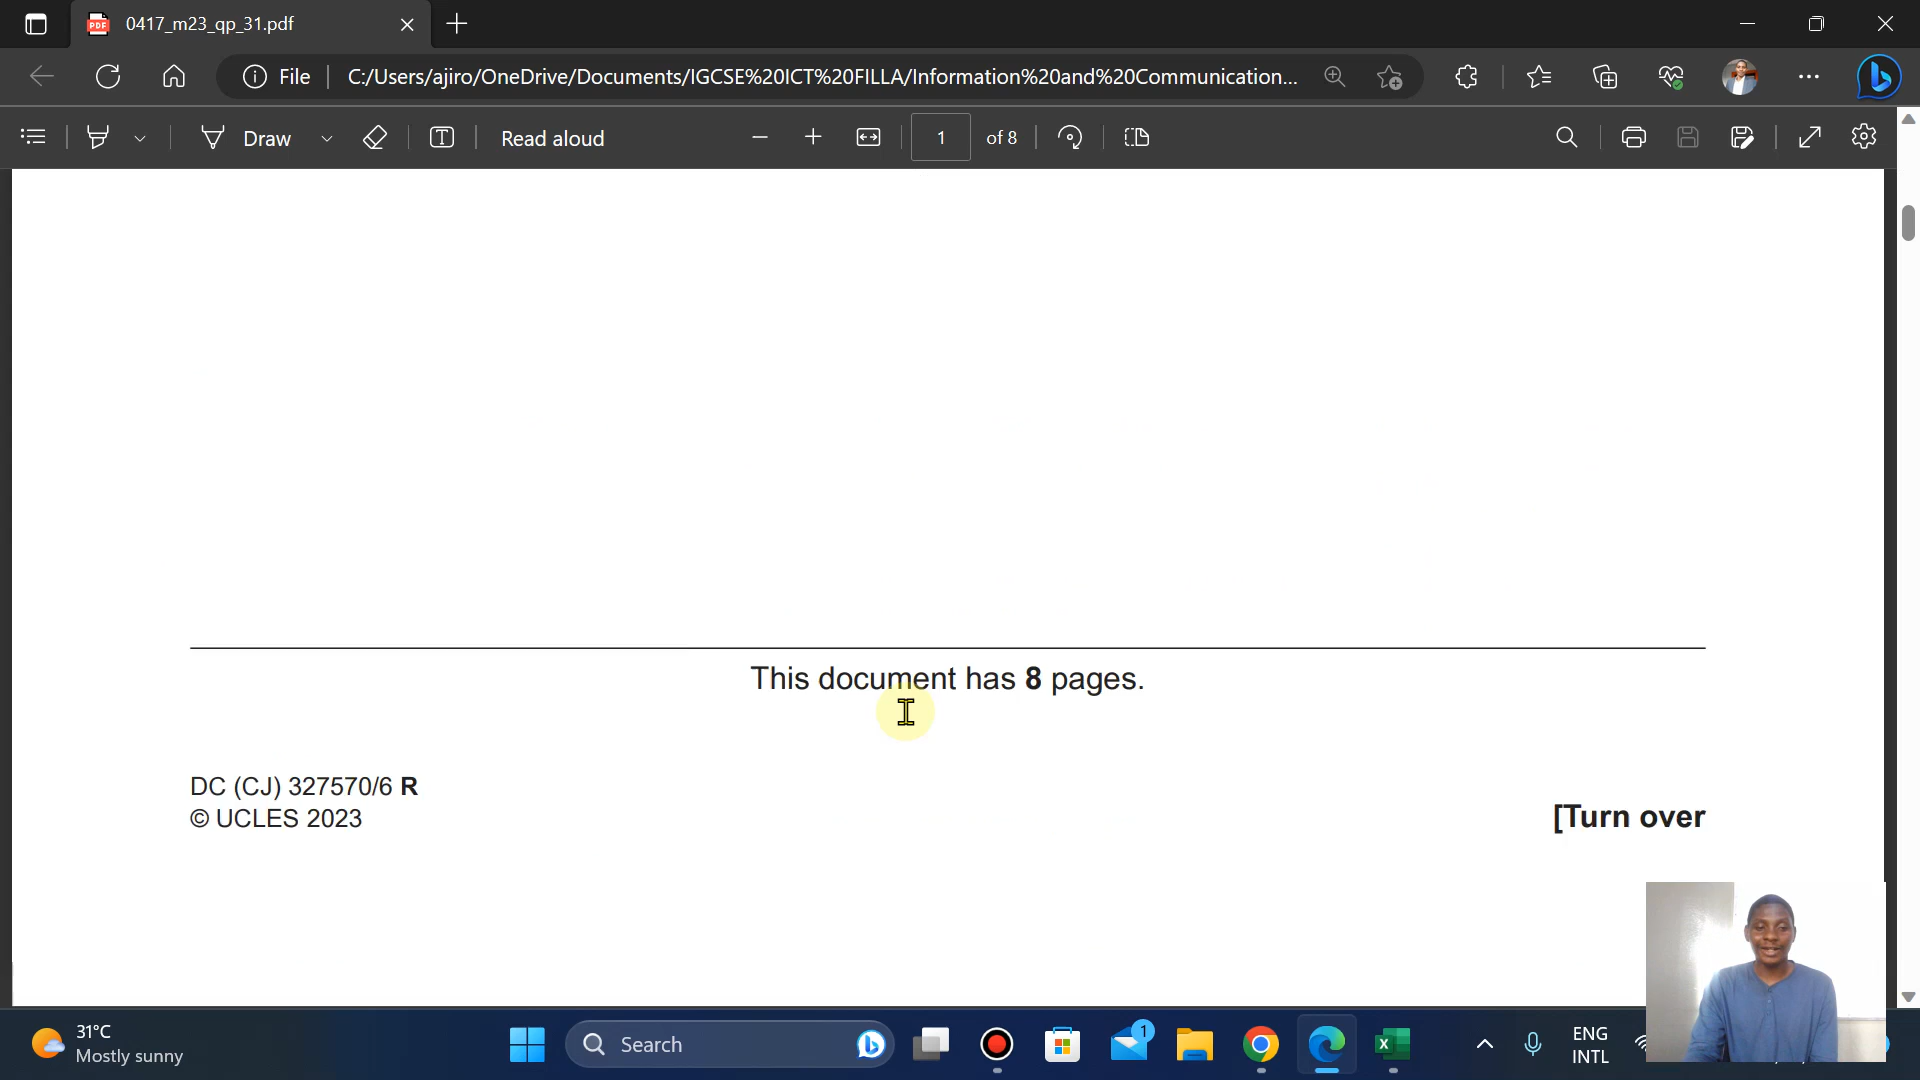 0417_m23_qp_31.pdf
File
C:/Users/ajiro/OneDrive/Documents/IGCSE%20ICT%20FILLA/Information%20and%20Communication...
Draw
Read aloud
1
of 8
This document has 8 pages.
DC (CJ) 327570/6 R
© UCLES 2023
[Turn over
31°C
Mostly sunny
Search
1
ENG
INTL